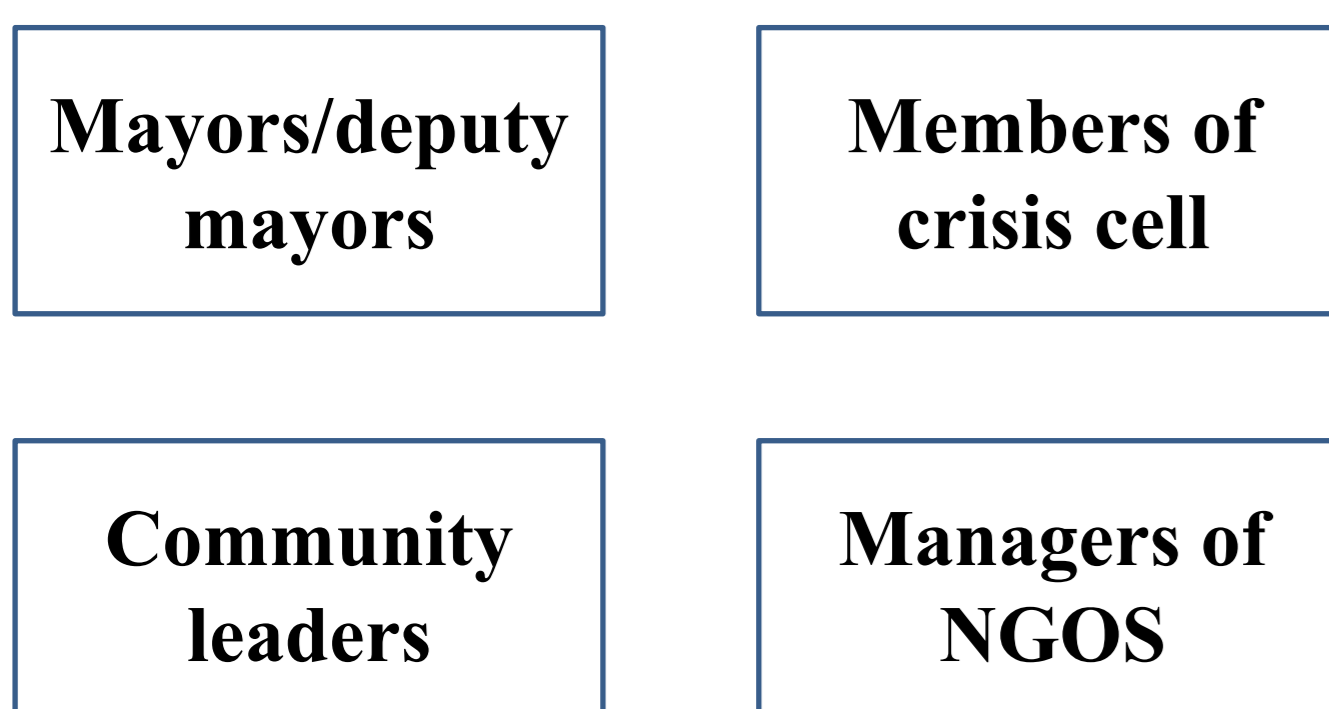 Mayors/deputy
mayors
Members of
crisis cell
Community
leaders
Managers of
NGOS